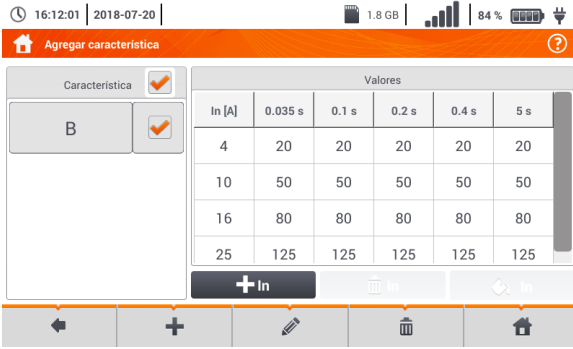 16:12:01 2018-07-20 1.8 GB 84 %
Agregar característica ?
Característica
B
Valores
In [A] 0.035 s 0.1 s 0.2 s 0.4 s 5 s
4 20 20 20 20 20
10 50 50 50 50 50
16 80 80 80 80 80
25 125 125 125 125 125
In In In